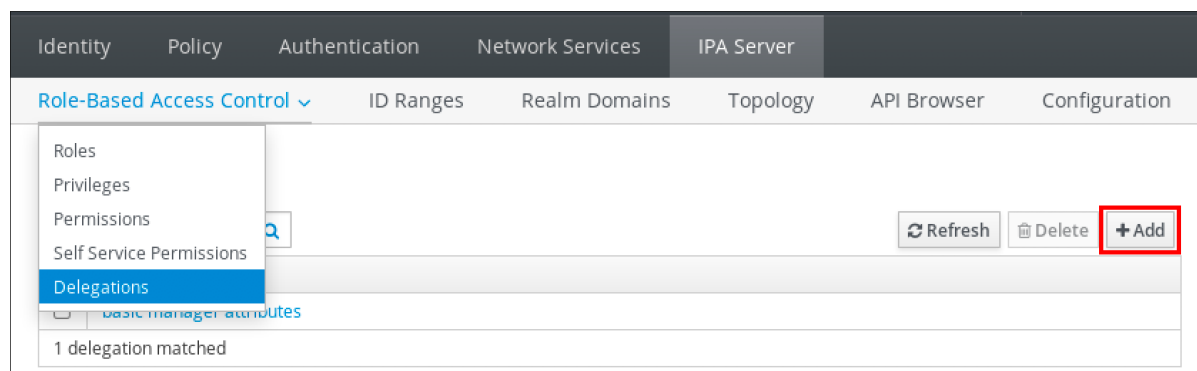 Identity Policy Authentication Network Services IPA Server
Role-Based Access Control ID Ranges Realm Domains Topology API Browser Configuration
Roles
Privileges
Permissions
Self Service Permissions
Delegations
Refresh Delete Add
basic manager attributes
1 delegation matched